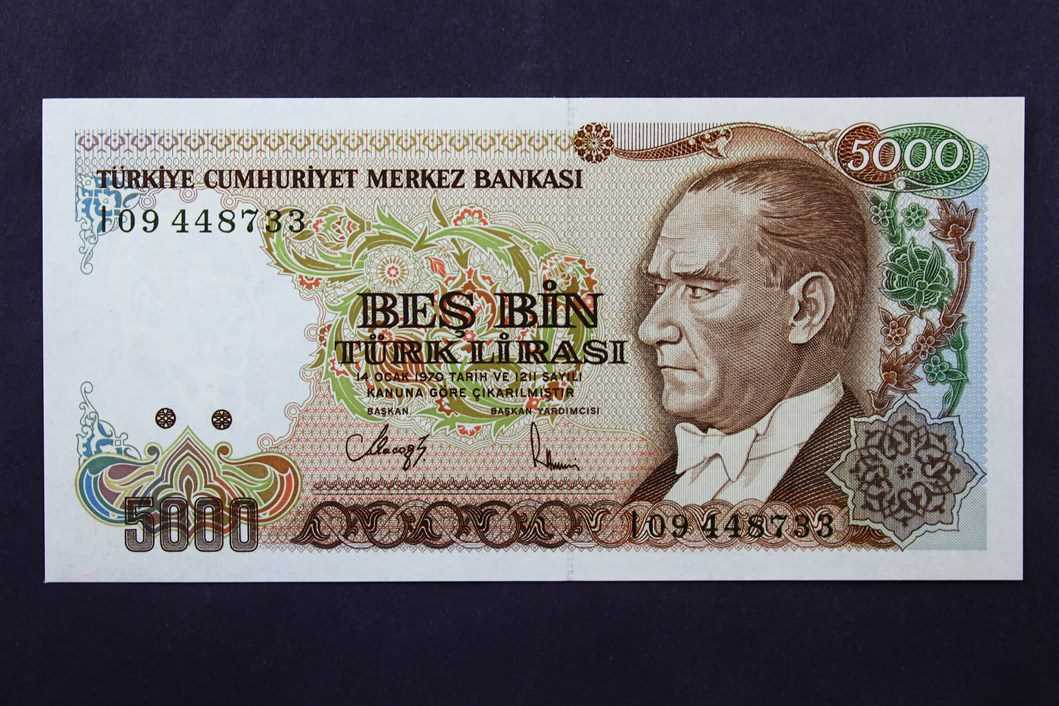 5000
TÜRKİYE CUMHURİYET MERKEZ BANKASI
I09 448733
BEŞ BİN
TÜRK LİRASI
14 OCAK 1970 TARİH VE 1211 SAYILI
KANUNA GÖRE ÇIKARILMIŞTIR
BAŞKAN BAŞKAN YARDIMCISI
5000
I09 448733